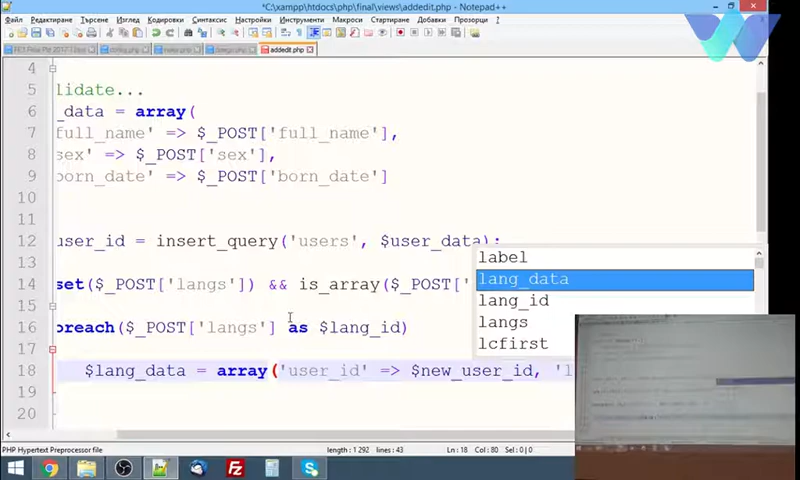 *C:\xampp\htdocs\php\final\views\addedit.php - Notepad++
Файл Редактиране Търсене Изглед Кодировки Синтаксис Настройки Инструменти Макроси Стартиране Добавки Прозорци ?
addedit.php
4
5 lidate...
6 _data = array(
7 full_name' => $_POST['full_name'],
8 sex' => $_POST['sex'],
9 born_date' => $_POST['born_date']
10
11
12 user_id = insert_query('users', $user_data);
label
14 set($_POST['langs']) && is_array($_POST['
lang_data
15
lang_id
16 oreach($_POST['langs'] as $lang_id)
langs
17
lcfirst
18 $lang_data = array('user_id' => $new_user_id, 'l
19
20
PHP Hypertext Preprocessor file length : 1 292 lines : 43 Ln : 18 Col : 80 Sel : 0 | 0